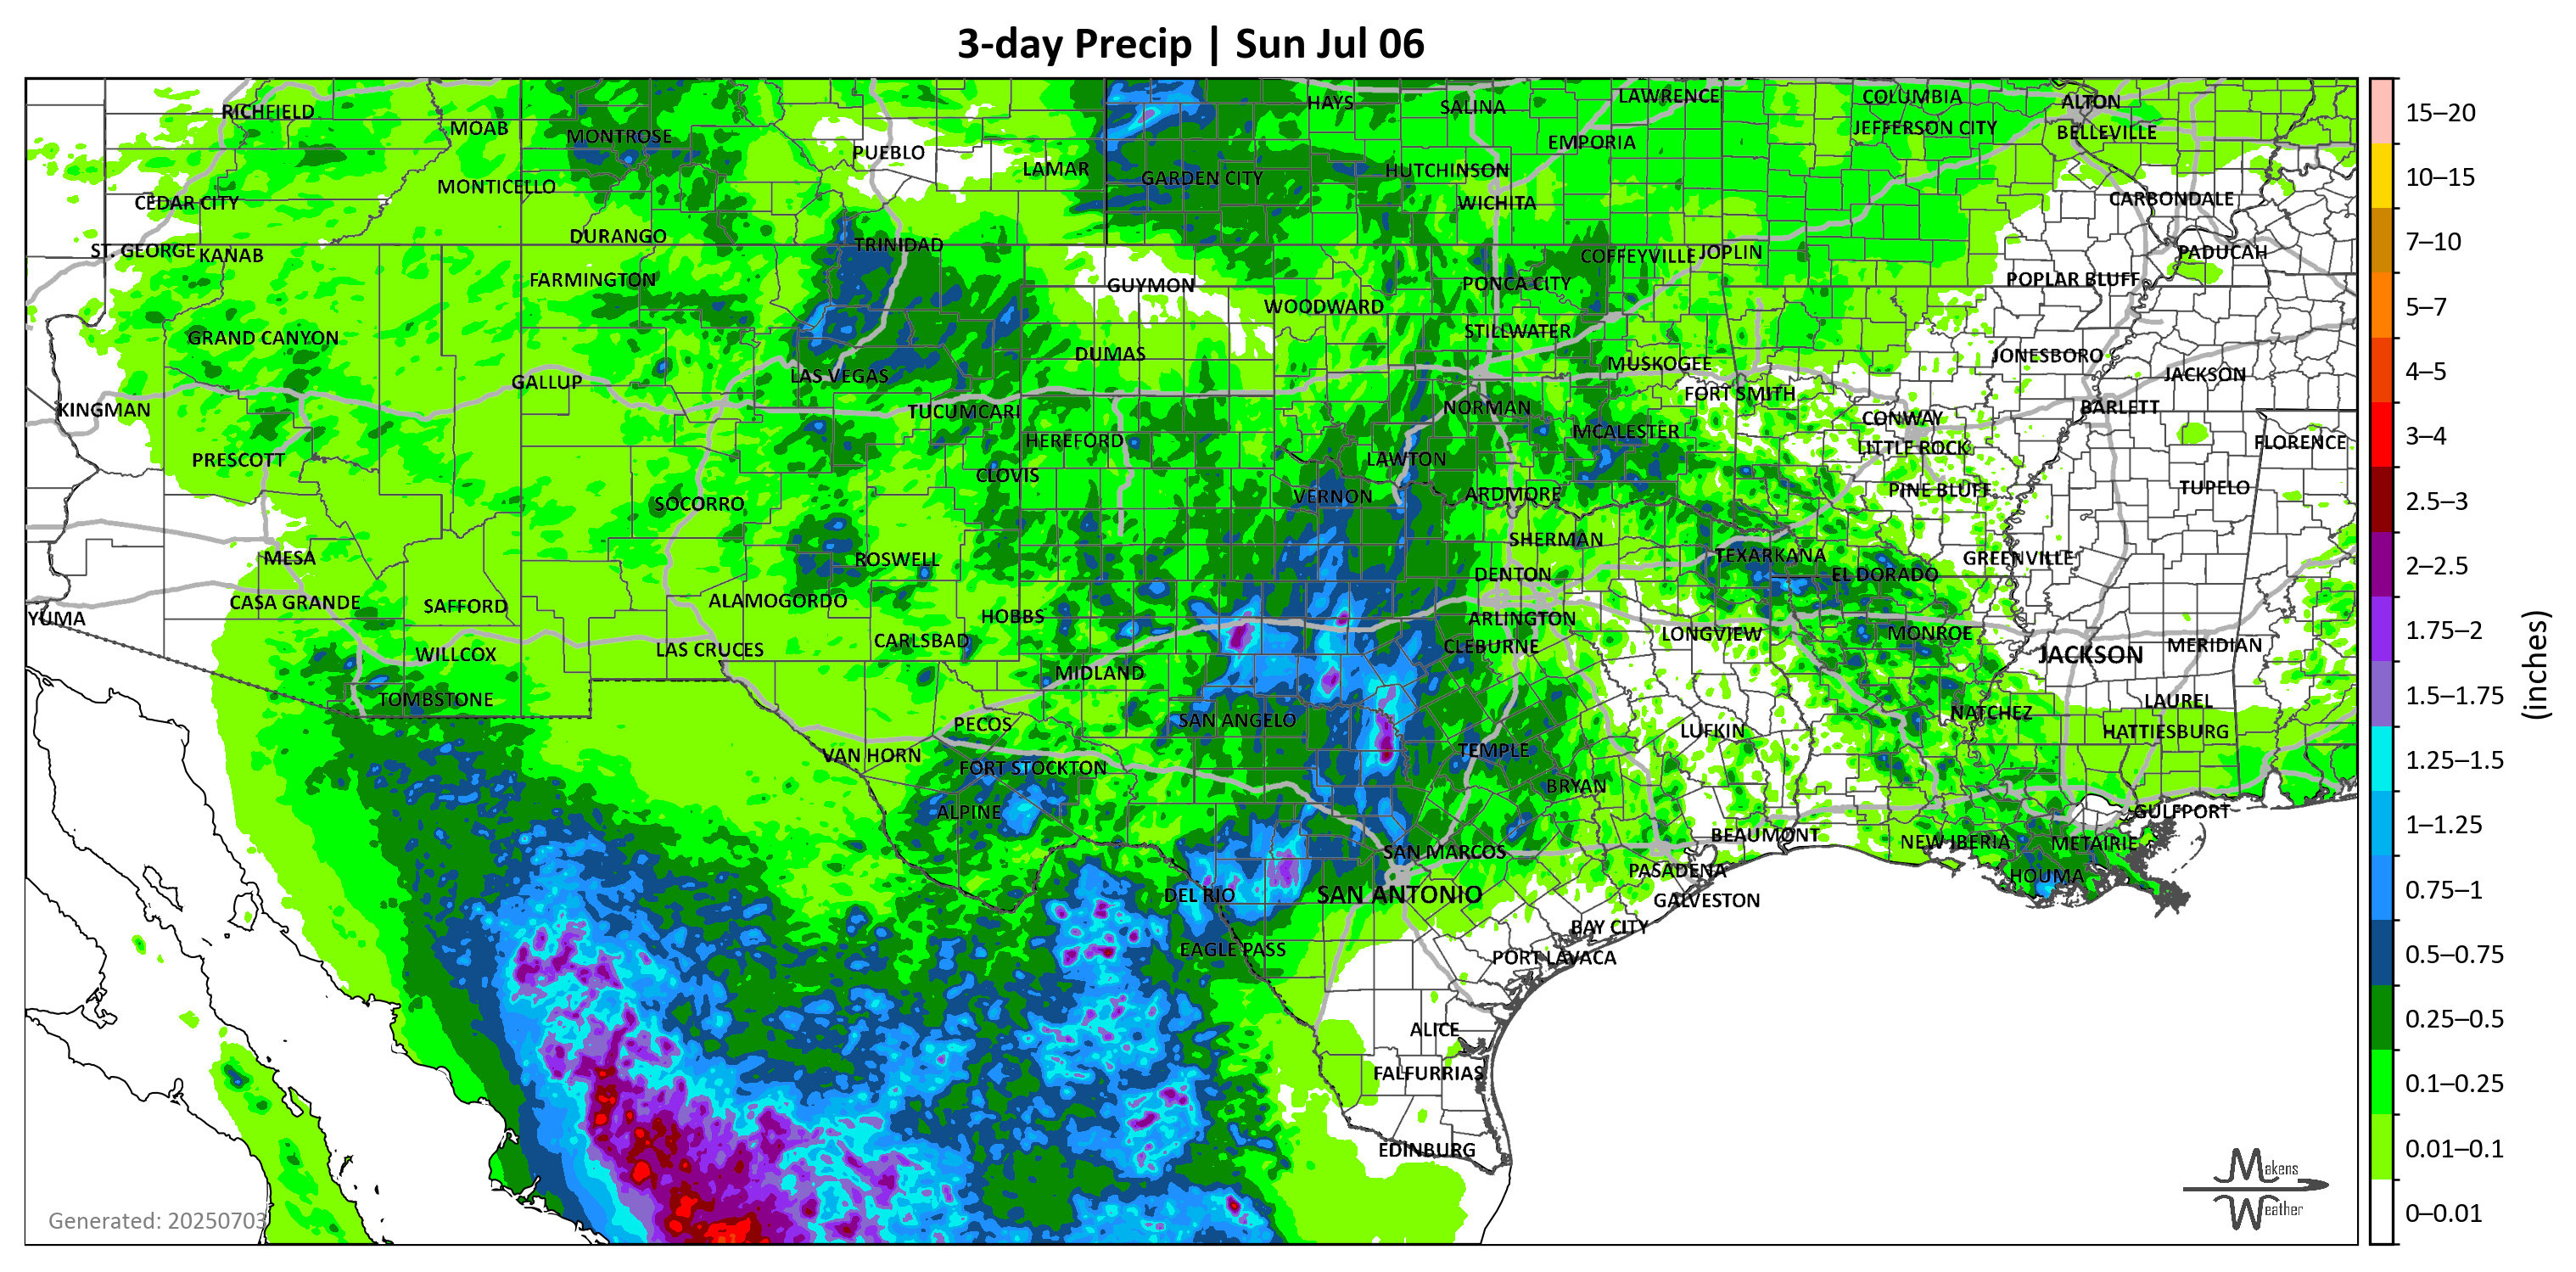 3-day Precip | Sun Jul 06
RICHFIELD
MOAB
MONTROSE
PUEBLO
LAMAR
HAYS
SALINA
LAWRENCE
COLUMBIA
ALTON
JEFFERSON CITY
BELLEVILLE
EMPORIA
HUTCHINSON
GARDEN CITY
MONTICELLO
CEDAR CITY
WICHITA
CARBONDALE
DURANGO
TRINIDAD
ST. GEORGE
KANAB
COFFEYVILLE
JOPLIN
PADUCAH
FARMINGTON
GUYMON
PONCA CITY
POPLAR BLUFF
WOODWARD
GRAND CANYON
STILLWATER
DUMAS
JONESBORO
MUSKOGEE
LAS VEGAS
JACKSON
GALLUP
FORT SMITH
KINGMAN
TUCUMCARI
NORMAN
BARLETT
CONWAY
MCALESTER
HEREFORD
FLORENCE
LITTLE ROCK
PRESCOTT
LAWTON
CLOVIS
TUPELO
PINE BLUFF
VERNON
ARDMORE
SOCORRO
SHERMAN
MESA
ROSWELL
TEXARKANA
GREENVILLE
DENTON
EL DORADO
CASA GRANDE
SAFFORD
ALAMOGORDO
HOBBS
YUMA
ARLINGTON
LONGVIEW
MONROE
CARLSBAD
LAS CRUCES
CLEBURNE
MERIDIAN
WILLCOX
JACKSON
MIDLAND
TOMBSTONE
LAUREL
NATCHEZ
SAN ANGELO
PECOS
LUFKIN
HATTIESBURG
VAN HORN
TEMPLE
FORT STOCKTON
BRYAN
ALPINE
GULFPORT
BEAUMONT
NEW IBERIA
METAIRIE
SAN MARCOS
PASADENA
HOUMA
DEL RIO
SAN ANTONIO
GALVESTON
BAY CITY
EAGLE PASS
PORT LAVACA
ALICE
FALFURRIAS
EDINBURG
Generated: 20250703
Makens
Weather
15–20
10–15
7–10
5–7
4–5
3–4
2.5–3
2–2.5
1.75–2
1.5–1.75
1.25–1.5
1–1.25
0.75–1
0.5–0.75
0.25–0.5
0.1–0.25
0.01–0.1
0–0.01
(inches)